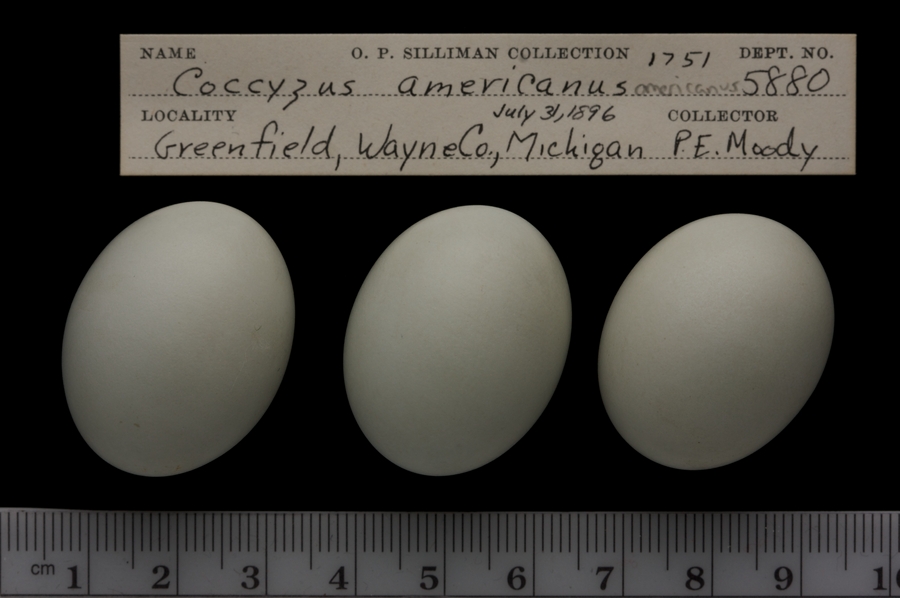 NAME O. P. SILLIMAN COLLECTION 1751 DEPT. NO.
Coccyzus americanus americanus 5880
LOCALITY July 31, 1896 COLLECTOR
Greenfield, Wayne Co., Michigan P.E. Moody
cm 1 2 3 4 5 6 7 8 9